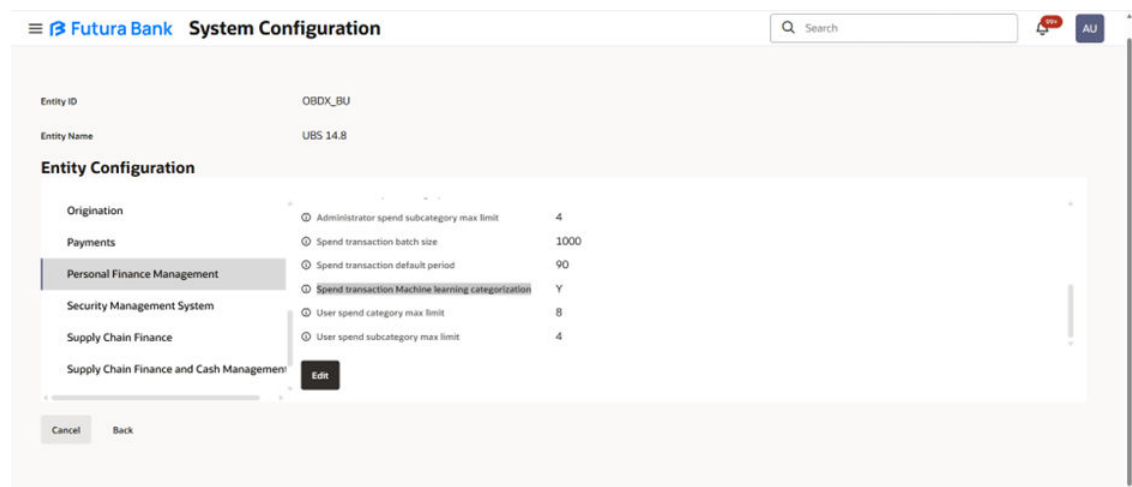 Futura Bank System Configuration Search 99+ AU
Entity ID OBDX_BU
Entity Name UBS 14.8
Entity Configuration
Origination
Payments
Personal Finance Management
Security Management System
Supply Chain Finance
Supply Chain Finance and Cash Management
Administrator spend subcategory max limit 4
Spend transaction batch size 1000
Spend transaction default period 90
Spend transaction Machine learning categorization Y
User spend category max limit 8
User spend subcategory max limit 4
Edit
Cancel Back